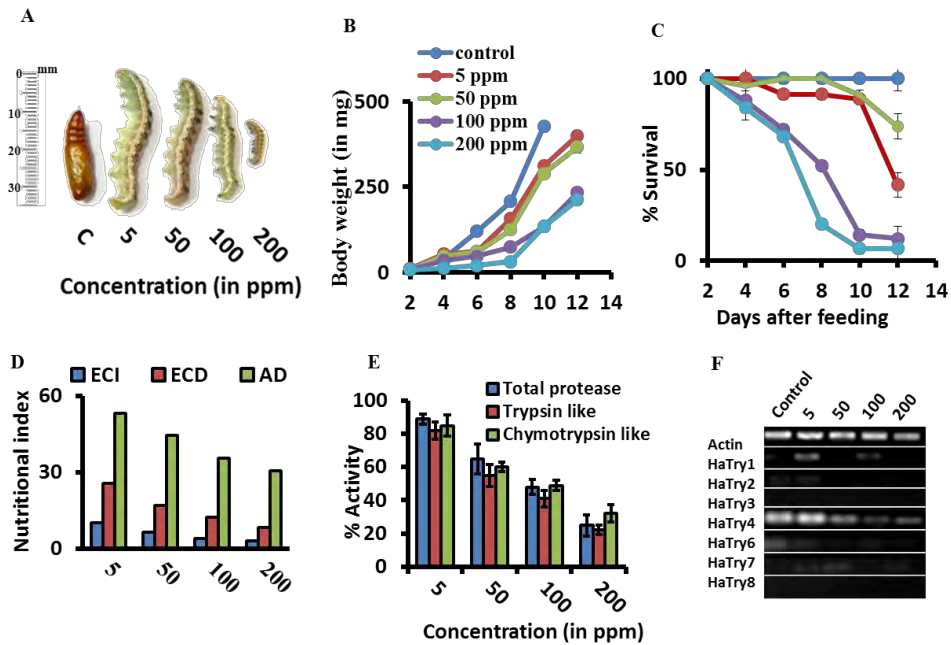 A
mm
0
10
20
30
C
5
50
100
200
Concentration (in ppm)
B
control
5 ppm
50 ppm
100 ppm
200 ppm
Body weight (in mg)
500
250
0
2 4 6 8 10 12 14
C
% Survival
100
50
0
2 4 6 8 10 12 14
Days after feeding
D
ECI ECD AD
Nutritional index
60
30
0
5 50 100 200
E
Total protease
Trypsin like
Chymotrypsin like
% Activity
100
80
60
40
20
0
5 50 100 200
Concentration (in ppm)
F
Control 5 50 100 200
Actin
HaTry1
HaTry2
HaTry3
HaTry4
HaTry6
HaTry7
HaTry8